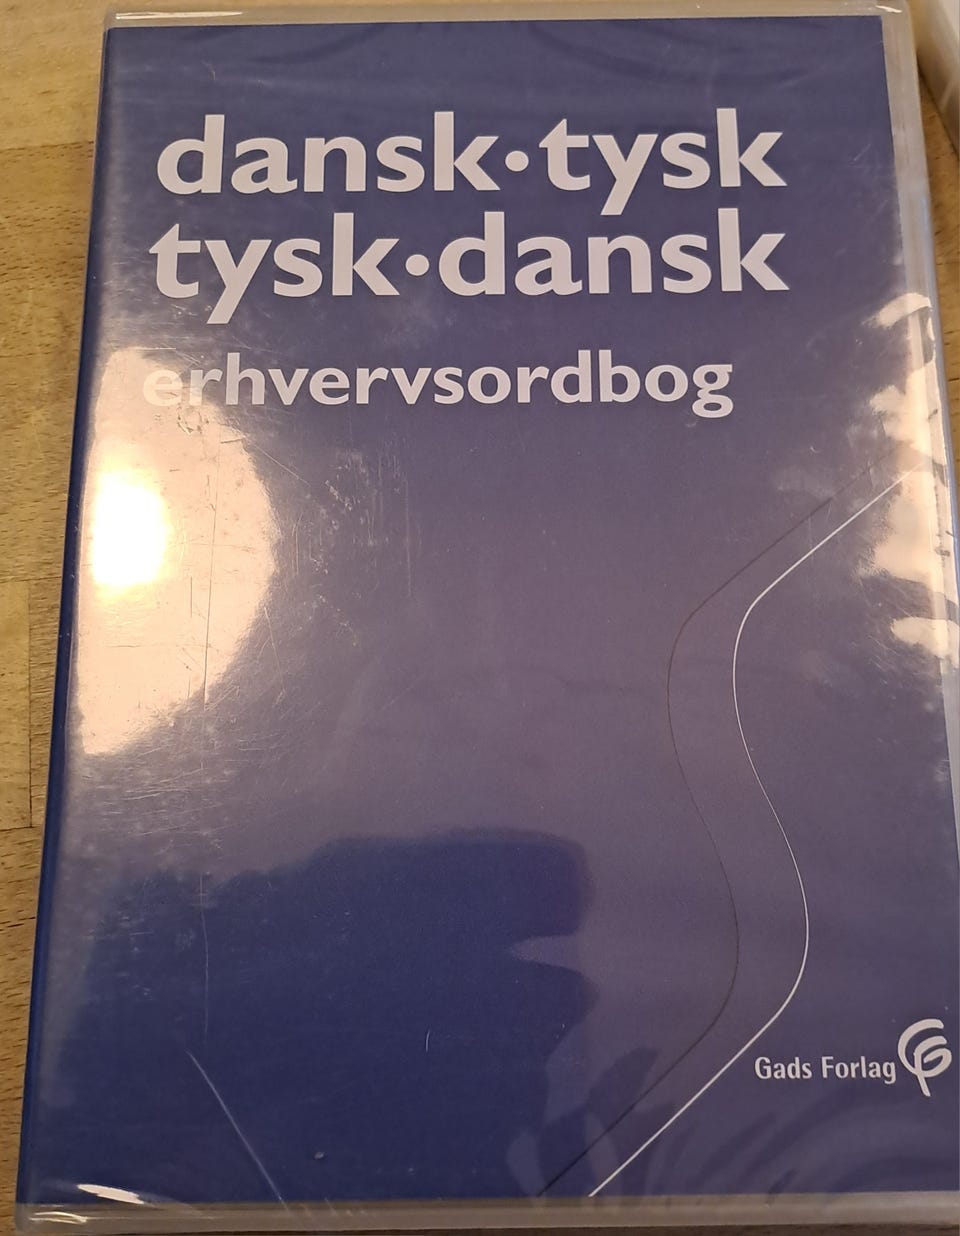 dansk·tysk
tysk·dansk
erhvervsordbog
Gads Forlag